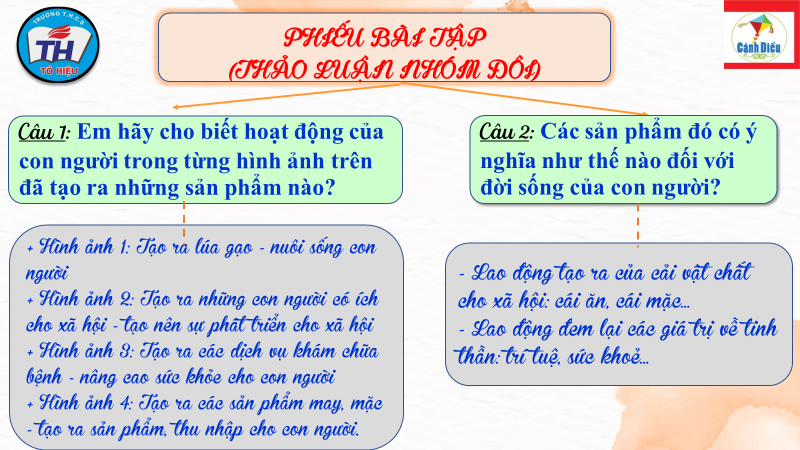 TRƯỜNG T.H.C.S
TH
TÔ HIỆU
PHIẾU BÀI TẬP
(THẢO LUẬN NHÓM ĐÔI)
Cánh Diều
Câu 1: Em hãy cho biết hoạt động của
con người trong từng hình ảnh trên
đã tạo ra những sản phẩm nào?
+ Hình ảnh 1: Tạo ra lúa gạo - nuôi sống con
người
+ Hình ảnh 2: Tạo ra những con người có ích
cho xã hội - tạo nên sự phát triển cho xã hội
+ Hình ảnh 3: Tạo ra các dịch vụ khám chữa
bệnh - nâng cao sức khỏe cho con người
+ Hình ảnh 4: Tạo ra các sản phẩm may, mặc
- tạo ra sản phẩm, thu nhập cho con người.
Câu 2: Các sản phẩm đó có ý
nghĩa như thế nào đối với
đời sống của con người?
- Lao động tạo ra của cải vật chất
cho xã hội: cái ăn, cái mặc...
- Lao động đem lại các giá trị về tinh
thần: trí tuệ, sức khoẻ...